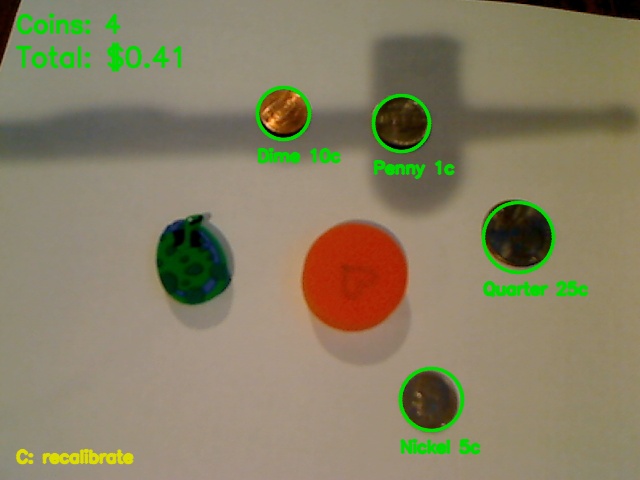 Coins: 4
Total: $0.41
Dime 10c
Penny 1c
Quarter 25c
Nickel 5c
C: recalibrate